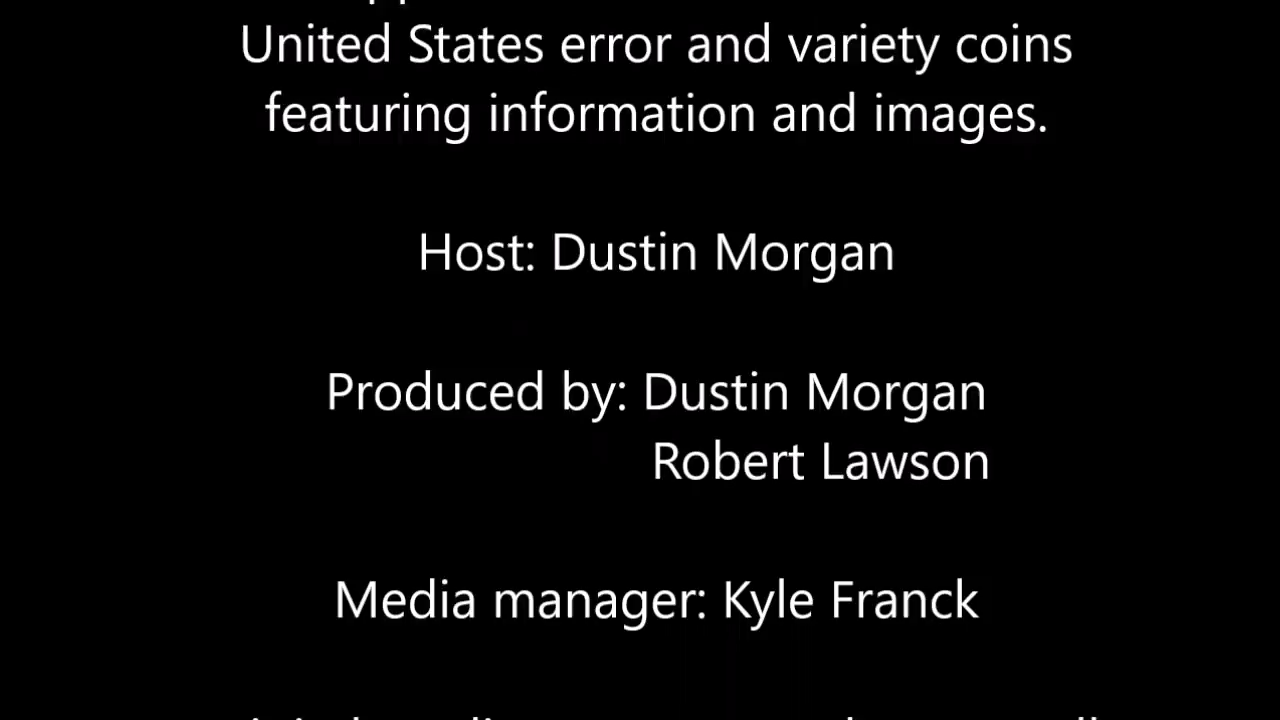 United States error and variety coins
featuring information and images.
Host: Dustin Morgan
Produced by: Dustin Morgan
Robert Lawson
Media manager: Kyle Franck